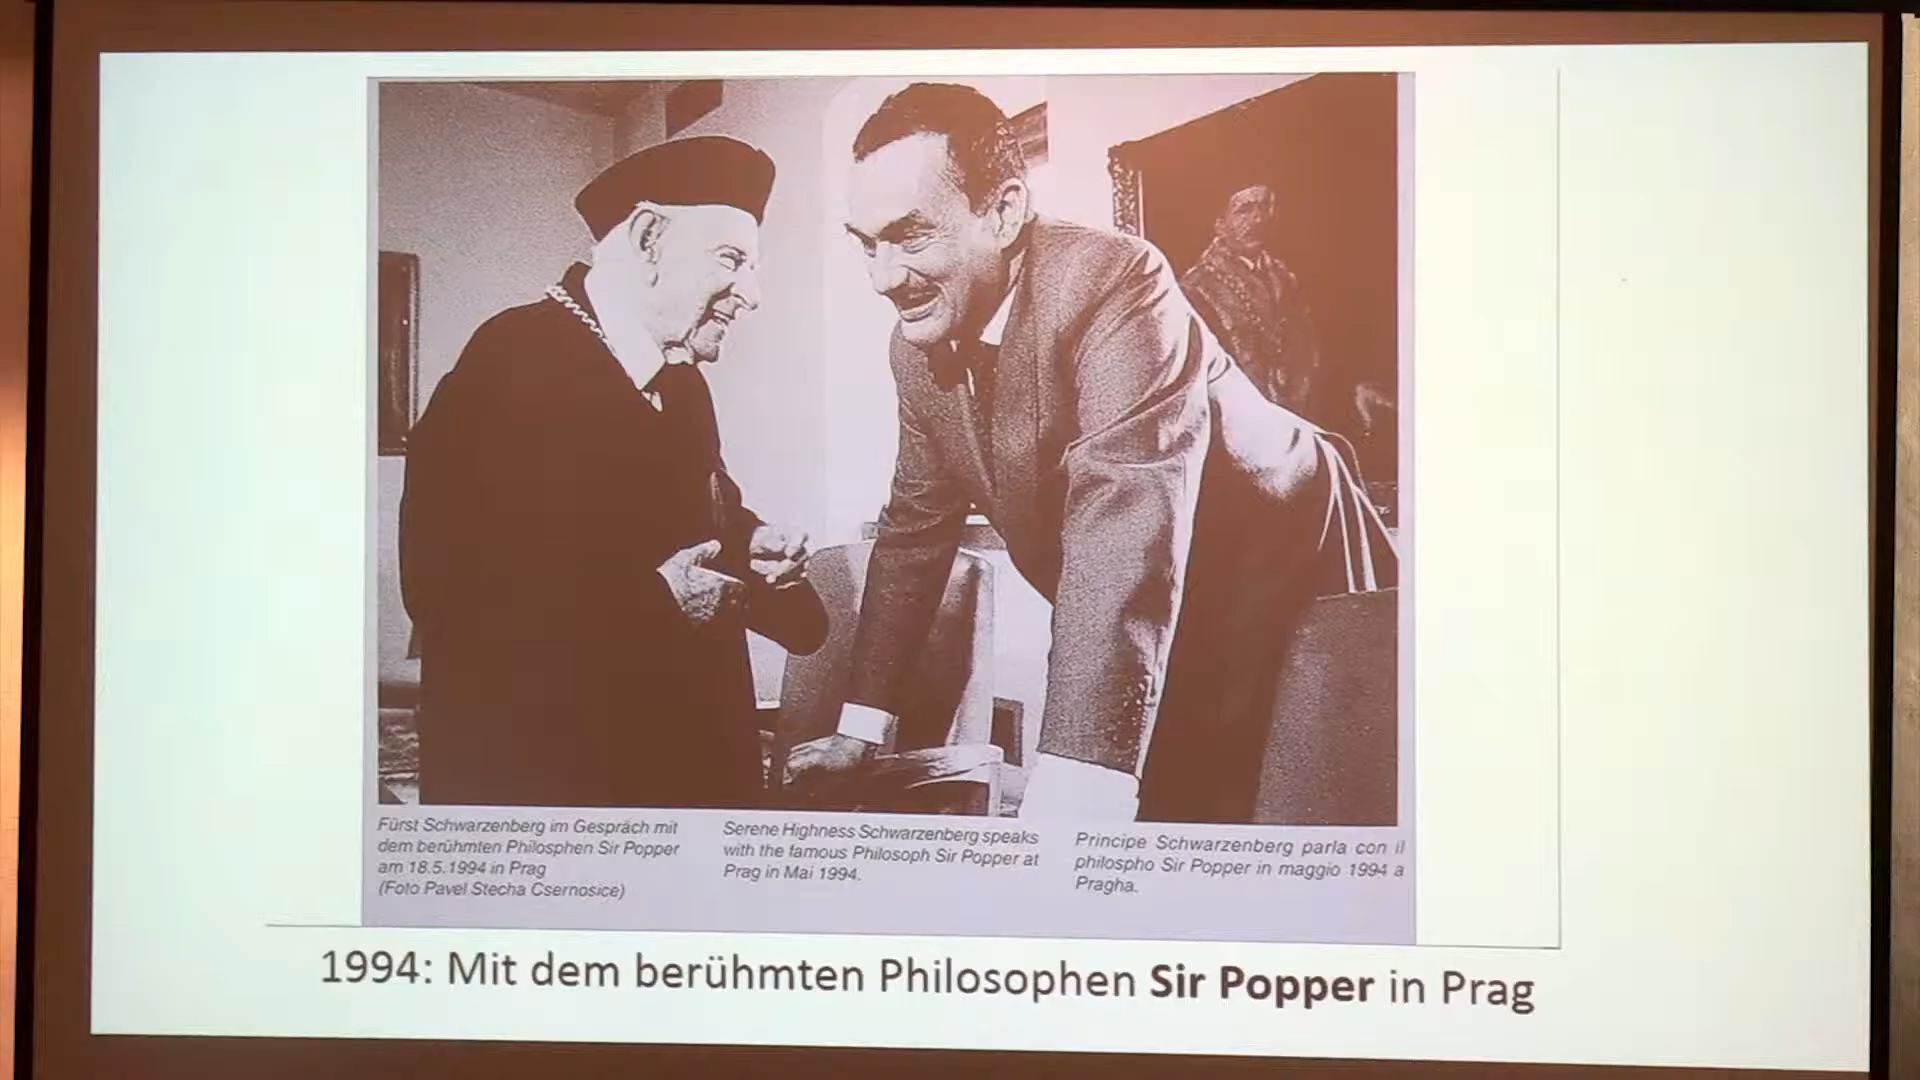 Fürst Schwarzenberg im Gespräch mit
dem berühmten Philosphen Sir Popper
am 18.5.1994 in Prag
(Foto Pavel Stecha Csernosice)
Serene Highness Schwarzenberg speaks
with the famous Philosoph Sir Popper at
Prag in Mai 1994.
Principe Schwarzenberg parla con il
philospho Sir Popper in maggio 1994 a
Pragha.
1994: Mit dem berühmten Philosophen Sir Popper in Prag